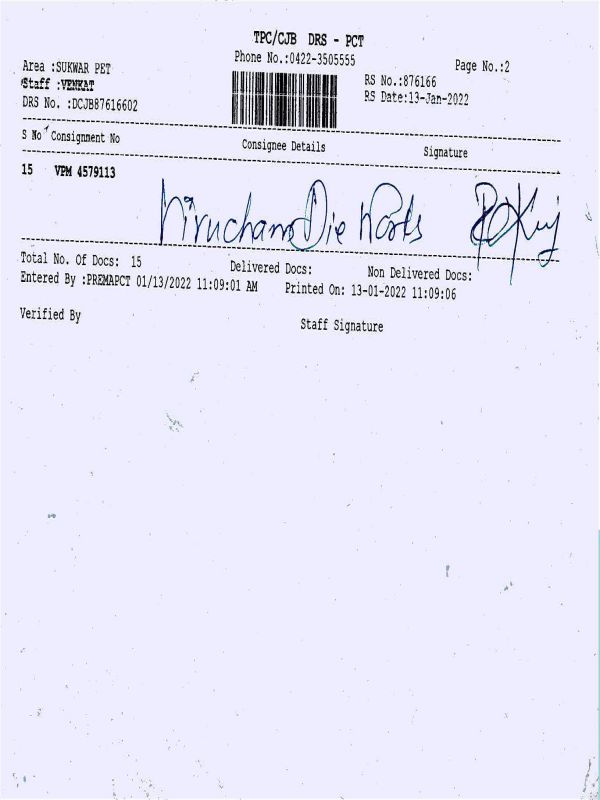 TPC/CJB DRS - PCT
Phone No.:0422-3505555
Page No.:2
Area :SUKWAR PET
Staff :VENKAT
DRS No. :DCJB87616602
RS No.:876166
RS Date:13-Jan-2022
S No Consignment No Consignee Details Signature
15 VPM 4579113
Die Works
Total No. Of Docs: 15 Delivered Docs: Non Delivered Docs:
Entered By :PREMAPCT 01/13/2022 11:09:01 AM Printed On: 13-01-2022 11:09:06
Verified By Staff Signature